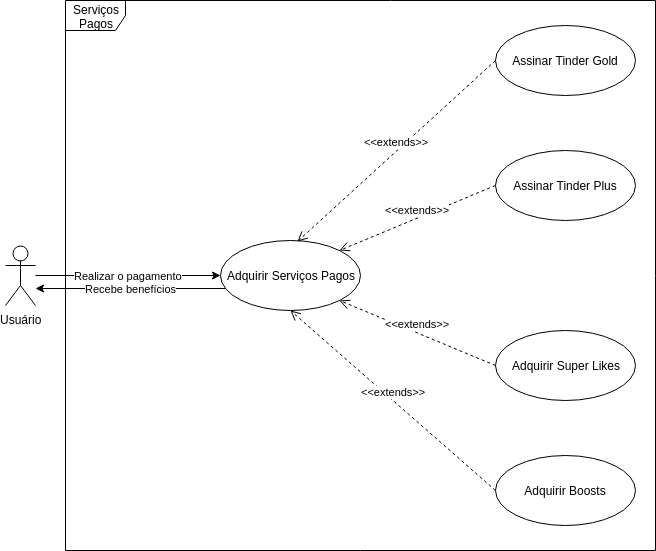 Serviços
Pagos
Assinar Tinder Gold
<<extends>>
Assinar Tinder Plus
<<extends>>
Adquirir Serviços Pagos
Realizar o pagamento
Recebe benefícios
Usuário
<<extends>>
Adquirir Super Likes
<<extends>>
Adquirir Boosts